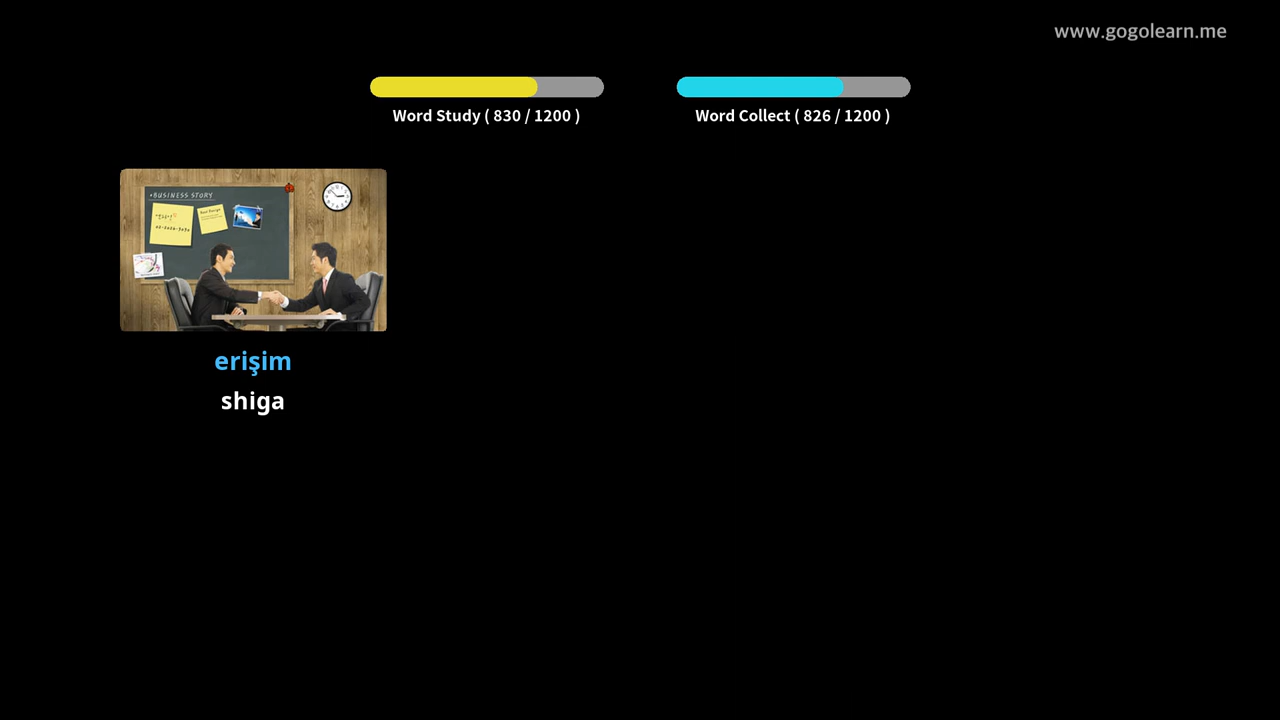 www.gogolearn.me
Word Study ( 830 / 1200 )
Word Collect ( 826 / 1200 )
•BUSINESS STORY
erişim
shiga